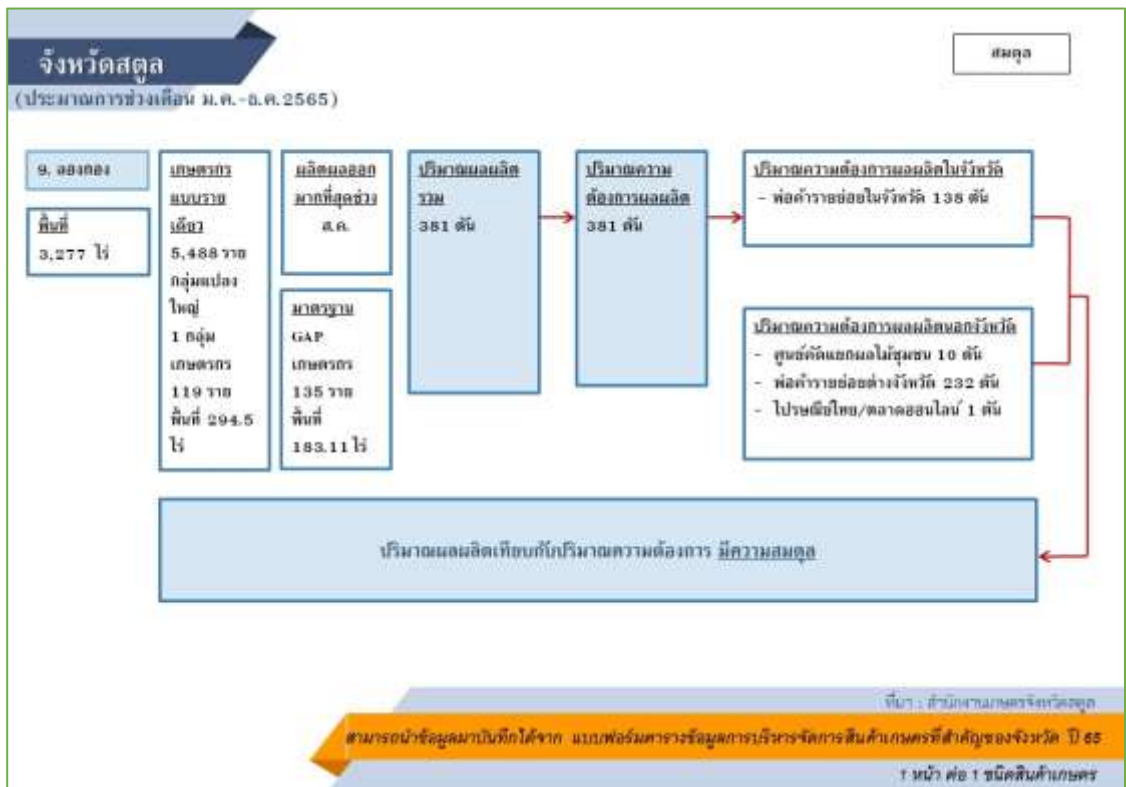 จังหวัดสตูล
(ประมาณการช่วงเดือน ม.ค.-ธ.ค.2565)
สมดุล
9. ลองกอง
พื้นที่
3,277 ไร่
เกษตรกร
แบบราย
เดียว
5,488 ราย
กลุ่มแปลง
ใหญ่
1 กลุ่ม
เกษตรกร
119 ราย
พื้นที่ 294.5
ไร่
ผลิตผลออก
มากที่สุดช่วง
ส.ค.
มาตรฐาน
GAP
เกษตรกร
135 ราย
พื้นที่
183.11 ไร่
ปริมาณผลผลิต
รวม
381 ตัน
ปริมาณความ
ต้องการผลผลิต
381 ตัน
ปริมาณความต้องการผลผลิตในจังหวัด
- พ่อค้ารายย่อยในจังหวัด 138 ตัน
ปริมาณความต้องการผลผลิตนอกจังหวัด
- ศูนย์คัดแยกผลไม้ชุมชน 10 ตัน
- พ่อค้ารายย่อยต่างจังหวัด 232 ตัน
- ไปรษณีย์ไทย/ตลาดออนไลน์ 1 ตัน
ปริมาณผลผลิตเทียบกับปริมาณความต้องการ มีความสมดุล
ที่มา : สำนักงานเกษตรจังหวัดสตูล
สามารถนำข้อมูลมาบันทึกได้จาก แบบฟอร์มตารางข้อมูลการบริหารจัดการสินค้าเกษตรที่สำคัญของจังหวัด ปี 65
1 หน้า ต่อ 1 ชนิดสินค้าเกษตร